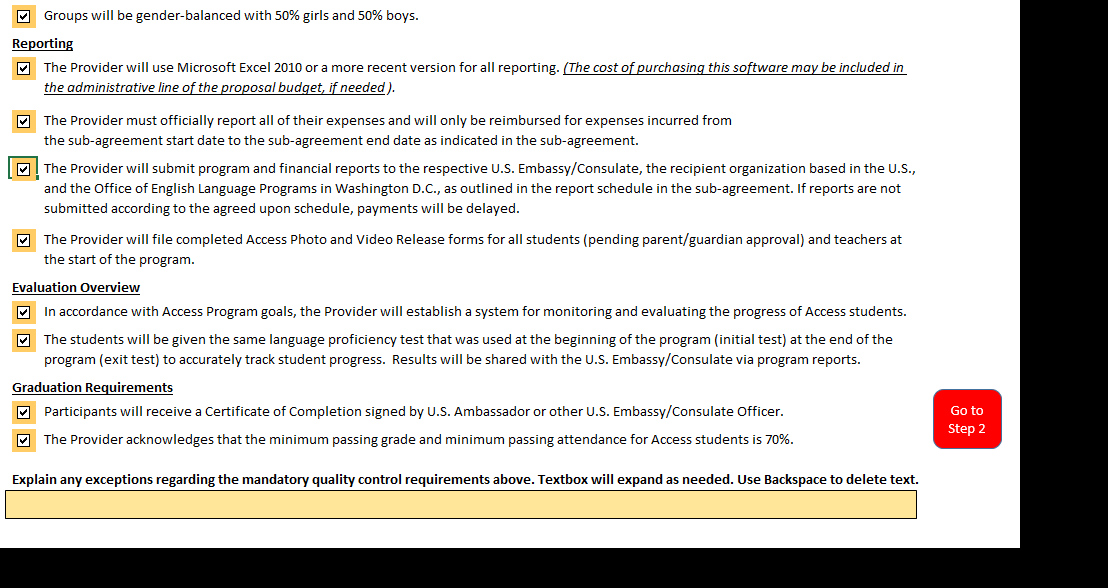 Groups will be gender-balanced with 50% girls and 50% boys.
Reporting
The Provider will use Microsoft Excel 2010 or a more recent version for all reporting. (The cost of purchasing this software may be included in
the administrative line of the proposal budget, if needed ).
The Provider must officially report all of their expenses and will only be reimbursed for expenses incurred from
the sub-agreement start date to the sub-agreement end date as indicated in the sub-agreement.
The Provider will submit program and financial reports to the respective U.S. Embassy/Consulate, the recipient organization based in the U.S.,
and the Office of English Language Programs in Washington D.C., as outlined in the report schedule in the sub-agreement. If reports are not
submitted according to the agreed upon schedule, payments will be delayed.
The Provider will file completed Access Photo and Video Release forms for all students (pending parent/guardian approval) and teachers at
the start of the program.
Evaluation Overview
In accordance with Access Program goals, the Provider will establish a system for monitoring and evaluating the progress of Access students.
The students will be given the same language proficiency test that was used at the beginning of the program (initial test) at the end of the
program (exit test) to accurately track student progress.  Results will be shared with the U.S. Embassy/Consulate via program reports.
Graduation Requirements
Participants will receive a Certificate of Completion signed by U.S. Ambassador or other U.S. Embassy/Consulate Officer.
The Provider acknowledges that the minimum passing grade and minimum passing attendance for Access students is 70%.
Go to
Step 2
Explain any exceptions regarding the mandatory quality control requirements above. Textbox will expand as needed. Use Backspace to delete text.